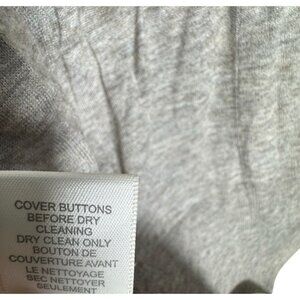 COVER BUTTONS
BEFORE DRY
CLEANING
DRY CLEAN ONLY
BOUTON DE
COUVERTURE AVANT
LE NETTOYAGE
SEC NETTOYER
SEULEMENT